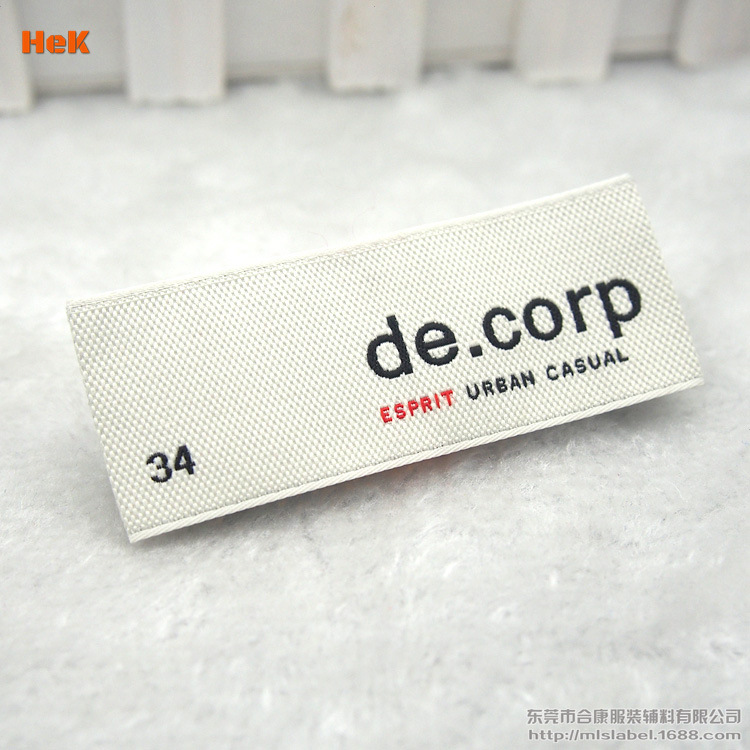 HeK
de.corp
ESPRIT URBAN CASUAL
34
东莞市合康服装辅料有限公司
http://mlslabel.1688.com